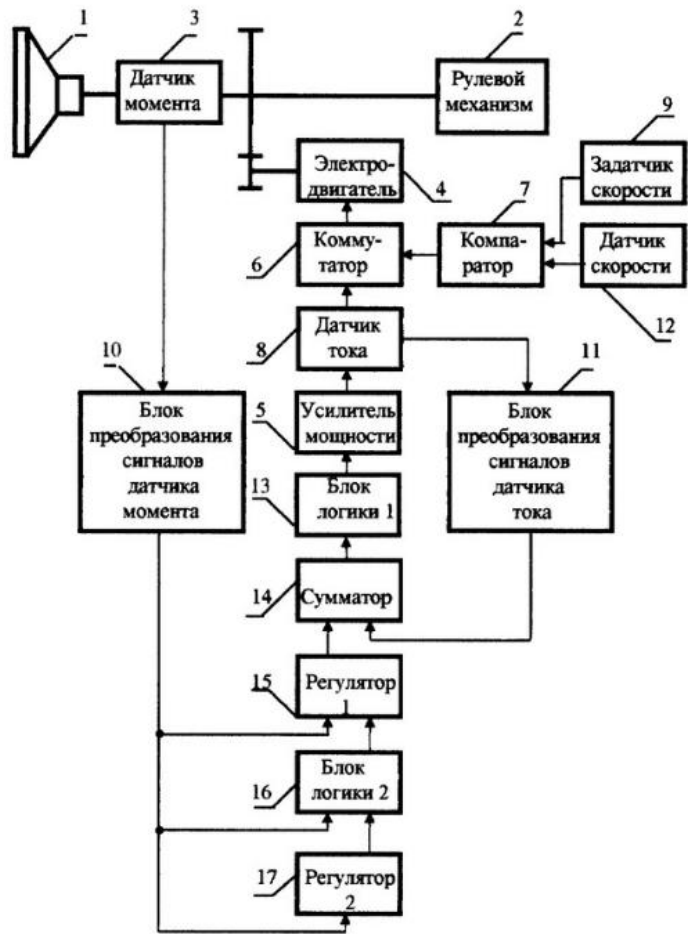 1
3
2
Датчик
момента
Рулевой
механизм
9
Электро-
двигатель
4
7
Задатчик
скорости
6
Комму-
татор
Компа-
ратор
Датчик
скорости
12
8
Датчик
тока
10
11
Блок
преобразования
сигналов
датчика
момента
5
Усилитель
мощности
Блок
преобразования
сигналов
датчика
тока
13
Блок
логики 1
14
Сумматор
15
Регулятор
1
16
Блок
логики 2
17
Регулятор
2